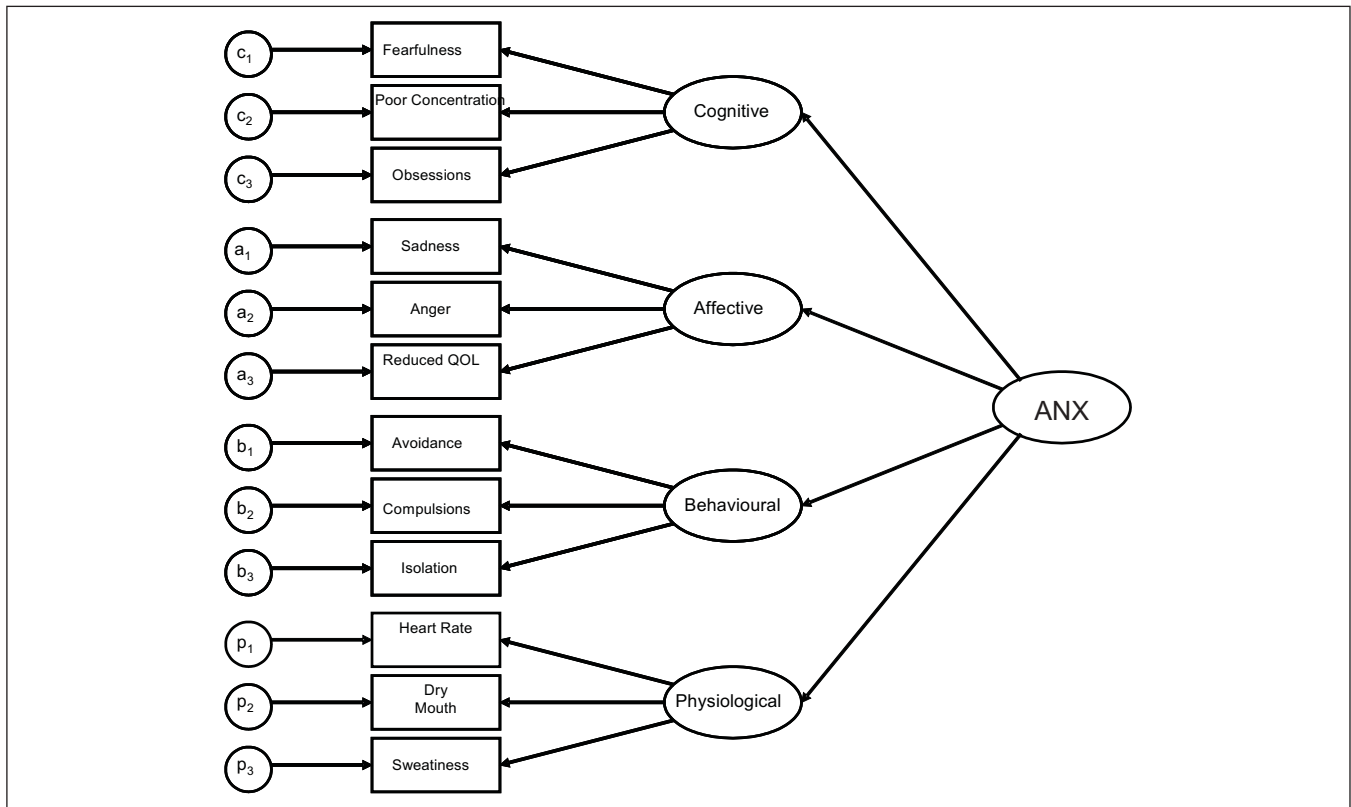 c1
Fearfulness
c2
Poor Concentration
Cognitive
c3
Obsessions
a1
Sadness
a2
Anger
Affective
a3
Reduced QOL
ANX
b1
Avoidance
b2
Compulsions
Behavioural
b3
Isolation
p1
Heart Rate
p2
Dry
Mouth
Physiological
p3
Sweatiness